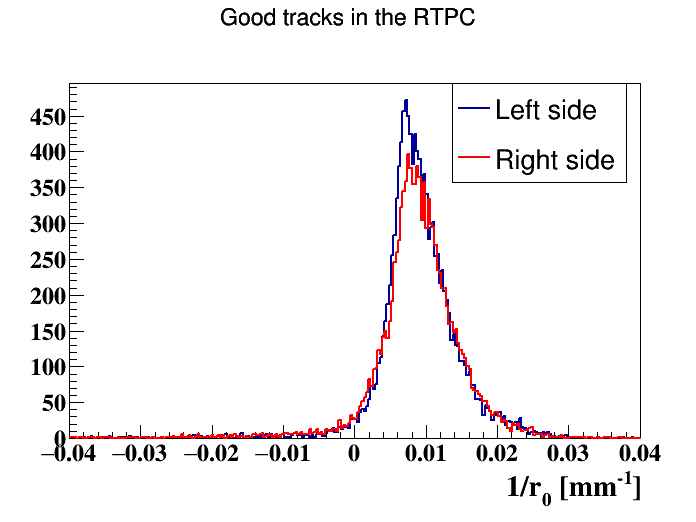 Good tracks in the RTPC
Left side
Right side
450
400
350
300
250
200
150
100
50
0
−0.04 −0.03 −0.02 −0.01 0 0.01 0.02 0.03 0.04
1/r₀ [mm⁻¹]